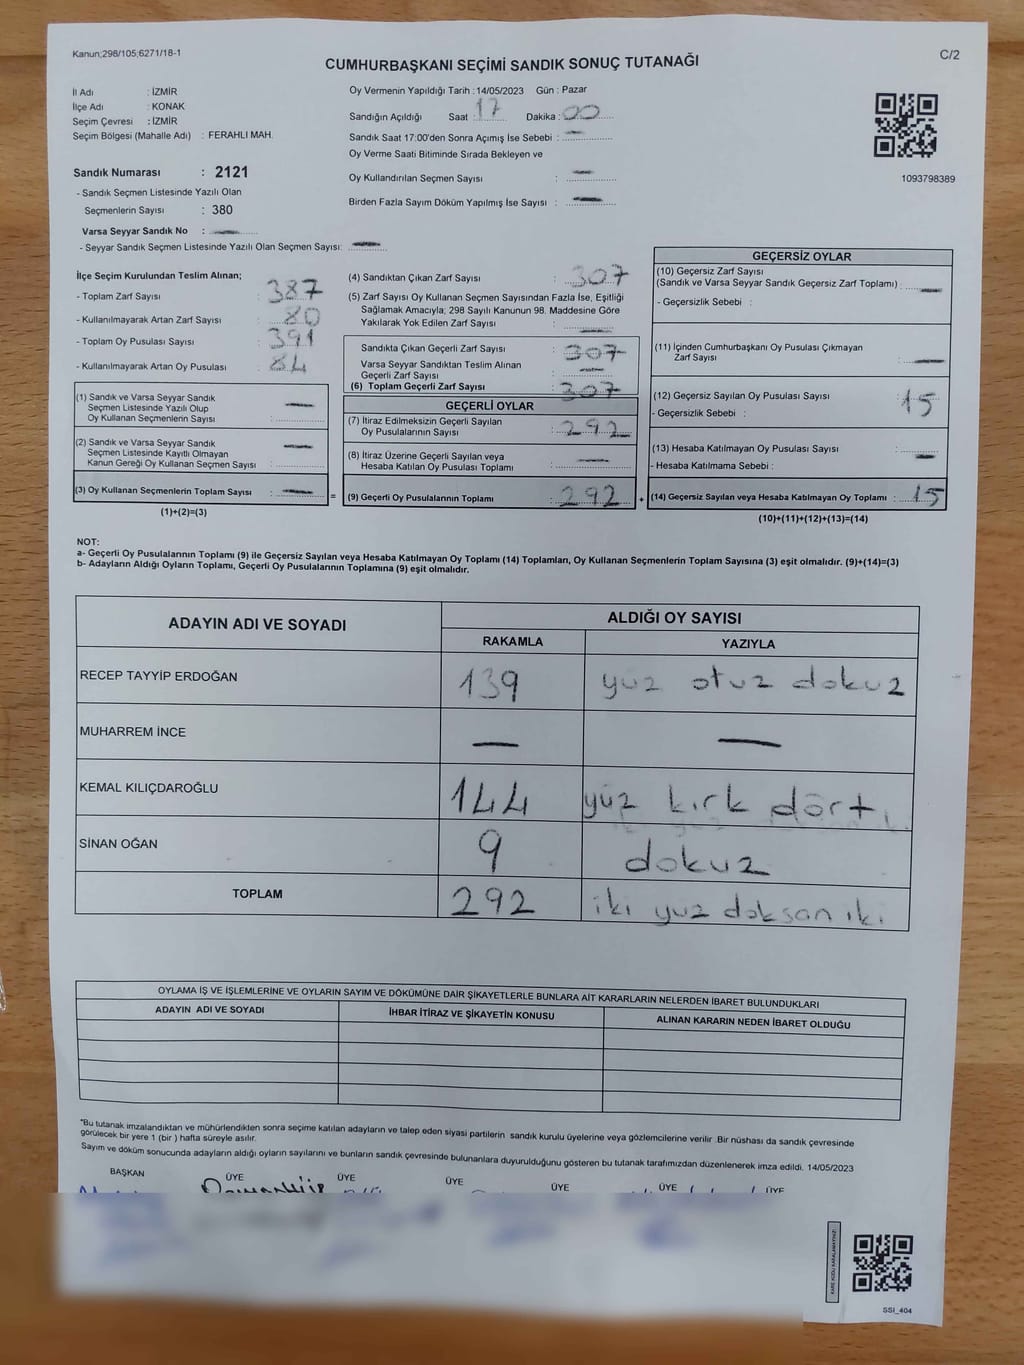 Kanun;298/105;6271/18-1
C/2
CUMHURBAŞKANI SEÇİMİ SANDIK SONUÇ TUTANAĞI
İl Adı : İZMİR
İlçe Adı : KONAK
Seçim Çevresi : İZMİR
Seçim Bölgesi (Mahalle Adı) : FERAHLI MAH.
Sandık Numarası : 2121
- Sandık Seçmen Listesinde Yazılı Olan
Seçmenlerin Sayısı : 380
Varsa Seyyar Sandık No : —
- Seyyar Sandık Seçmen Listesinde Yazılı Olan Seçmen Sayısı: —
Oy Vermenin Yapıldığı Tarih : 14/05/2023 Gün : Pazar
Sandığın Açıldığı Saat : 17 Dakika : 00
Sandık Saat 17:00'den Sonra Açımış İse Sebebi : —
Oy Verme Saati Bitiminde Sırada Bekleyen ve
Oy Kullandırılan Seçmen Sayısı : —
Birden Fazla Sayım Döküm Yapılmış İse Sayısı : —
1093798389
İlçe Seçim Kurulundan Teslim Alınan;
- Toplam Zarf Sayısı : 387
- Kullanılmayarak Artan Zarf Sayısı : 80
- Toplam Oy Pusulası Sayısı : 391
- Kullanılmayarak Artan Oy Pusulası : 84
(1) Sandık ve Varsa Seyyar Sandık
Seçmen Listesinde Yazılı Olup
Oy Kullanan Seçmenlerin Sayısı : —
(2) Sandık ve Varsa Seyyar Sandık
Seçmen Listesinde Kayıtlı Olmayan
Kanun Gereği Oy Kullanan Seçmen Sayısı : —
(3) Oy Kullanan Seçmenlerin Toplam Sayısı : — =
(1)+(2)=(3)
(4) Sandıktan Çıkan Zarf Sayısı : 307
(5) Zarf Sayısı Oy Kullanan Seçmen Sayısından Fazla İse, Eşitliği
Sağlamak Amacıyla; 298 Sayılı Kanunun 98. Maddesine Göre
Yakılarak Yok Edilen Zarf Sayısı : —
Sandıkta Çıkan Geçerli Zarf Sayısı : 307
Varsa Seyyar Sandıktan Teslim Alınan
Geçerli Zarf Sayısı : —
(6) Toplam Geçerli Zarf Sayısı : 307
GEÇERLİ OYLAR
(7) İtiraz Edilmeksizin Geçerli Sayılan
Oy Pusulalarının Sayısı : 292
(8) İtiraz Üzerine Geçerli Sayılan veya
Hesaba Katılan Oy Pusulası Toplamı : —
(9) Geçerli Oy Pusulalarının Toplamı : 292 +
GEÇERSİZ OYLAR
(10) Geçersiz Zarf Sayısı
(Sandık ve Varsa Seyyar Sandık Geçersiz Zarf Toplamı) : —
- Geçersizlik Sebebi :
(11) İçinden Cumhurbaşkanı Oy Pusulası Çıkmayan
Zarf Sayısı : —
(12) Geçersiz Sayılan Oy Pusulası Sayısı : 15
- Geçersizlik Sebebi :
(13) Hesaba Katılmayan Oy Pusulası Sayısı : —
- Hesaba Katılmama Sebebi :
(14) Geçersiz Sayılan veya Hesaba Katılmayan Oy Toplamı : 15
(10)+(11)+(12)+(13)=(14)
NOT:
a- Geçerli Oy Pusulalarının Toplamı (9) ile Geçersiz Sayılan veya Hesaba Katılmayan Oy Toplamı (14) Toplamları, Oy Kullanan Seçmenlerin Toplam Sayısına (3) eşit olmalıdır. (9)+(14)=(3)
b- Adayların Aldığı Oyların Toplamı, Geçerli Oy Pusulalarının Toplamına (9) eşit olmalıdır.
ADAYIN ADI VE SOYADI
ALDIĞI OY SAYISI
RAKAMLA YAZIYLA
RECEP TAYYİP ERDOĞAN 139 yüz otuz dokuz
MUHARREM İNCE — —
KEMAL KILIÇDAROĞLU 144 yüz kırk dört
SİNAN OĞAN 9 dokuz
TOPLAM 292 iki yüz doksan iki
OYLAMA İŞ VE İŞLEMLERİNE VE OYLARIN SAYIM VE DÖKÜMÜNE DAİR ŞİKAYETLERLE BUNLARA AİT KARARLARIN NELERDEN İBARET BULUNDUKLARI
ADAYIN ADI VE SOYADI İHBAR İTİRAZ VE ŞİKAYETİN KONUSU ALINAN KARARIN NEDEN İBARET OLDUĞU
*Bu tutanak imzalandıktan ve mühürlendikten sonra seçime katılan adayların ve talep eden siyasi partilerin sandık kurulu üyelerine veya gözlemcilerine verilir. Bir nüshası da sandık çevresinde
görülecek bir yere 1 (bir ) hafta süreyle asılır.
Sayım ve döküm sonucunda adayların aldığı oyların sayılarını ve bunların sandık çevresinde bulunanlara duyurulduğunu gösteren bu tutanak tarafımızdan düzenlenerek imza edildi. 14/05/2023
BAŞKAN ÜYE ÜYE ÜYE ÜYE ÜYE ÜYE
SSI_404